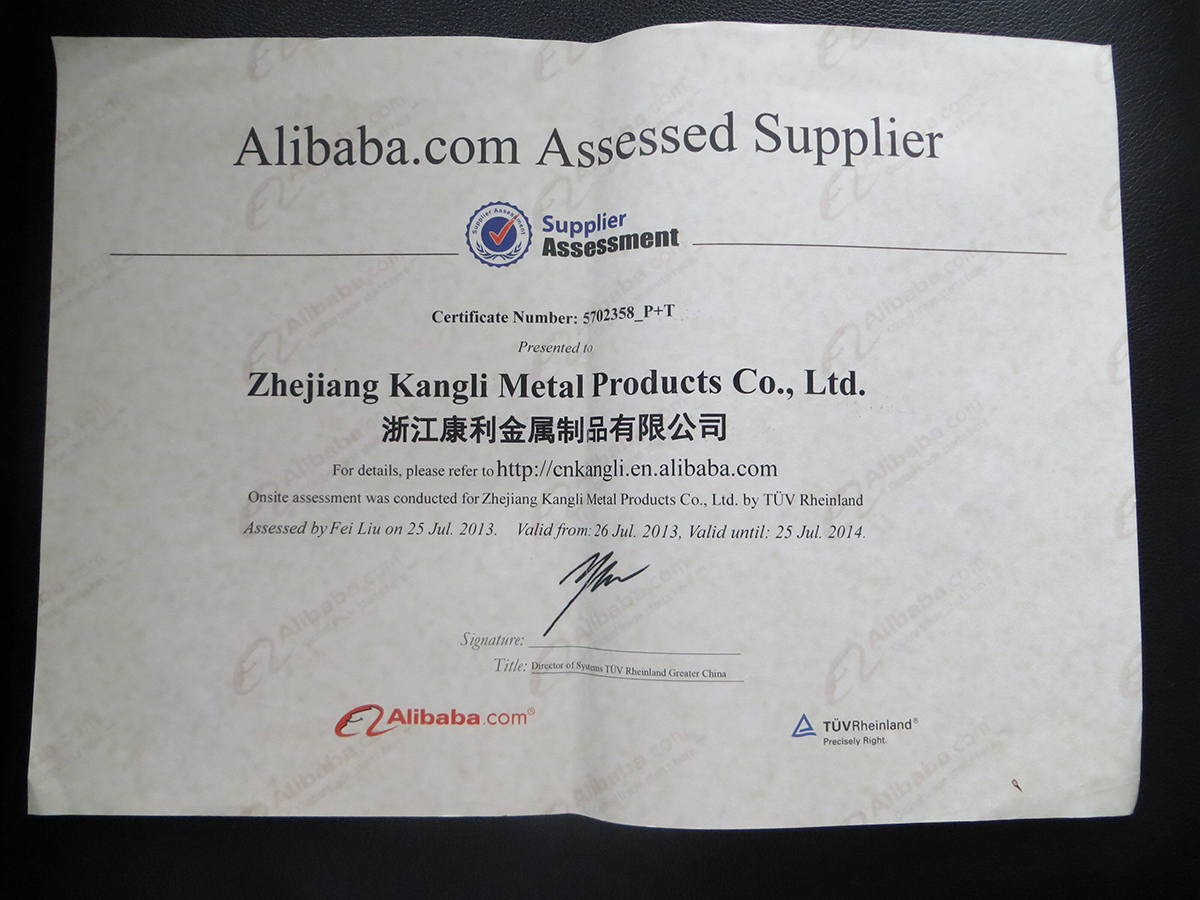 Alibaba.com Assessed Supplier
Supplier Assessment
Supplier
Assessment
Certificate Number: 5702358_P+T
Presented to
Zhejiang Kangli Metal Products Co., Ltd.
浙江康利金属制品有限公司
For details, please refer to http://cnkangli.en.alibaba.com
Onsite assessment was conducted for Zhejiang Kangli Metal Products Co., Ltd. by TÜV Rheinland
Assessed by Fei Liu on 25 Jul. 2013. Valid from: 26 Jul. 2013, Valid until: 25 Jul. 2014.
Signature:
Title: Director of Systems TÜV Rheinland Greater China
Alibaba.com®
TÜVRheinland®
Precisely Right.